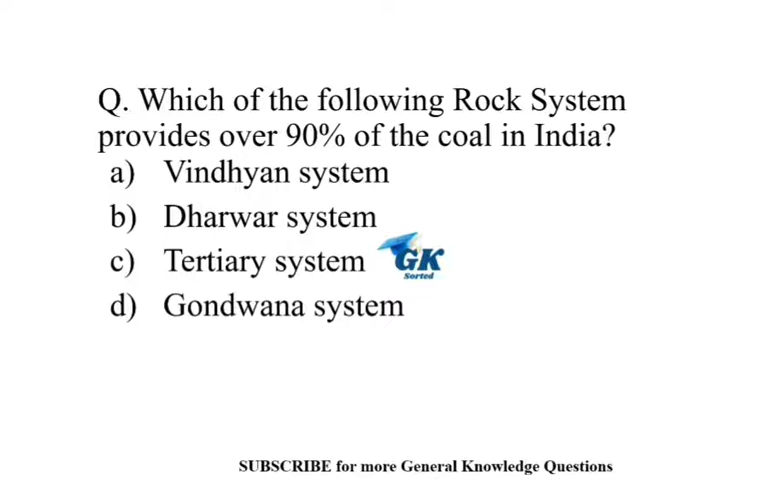 Q. Which of the following Rock System
provides over 90% of the coal in India?
a) Vindhyan system
b) Dharwar system
c) Tertiary system
GK
Sorted
d) Gondwana system
SUBSCRIBE for more General Knowledge Questions